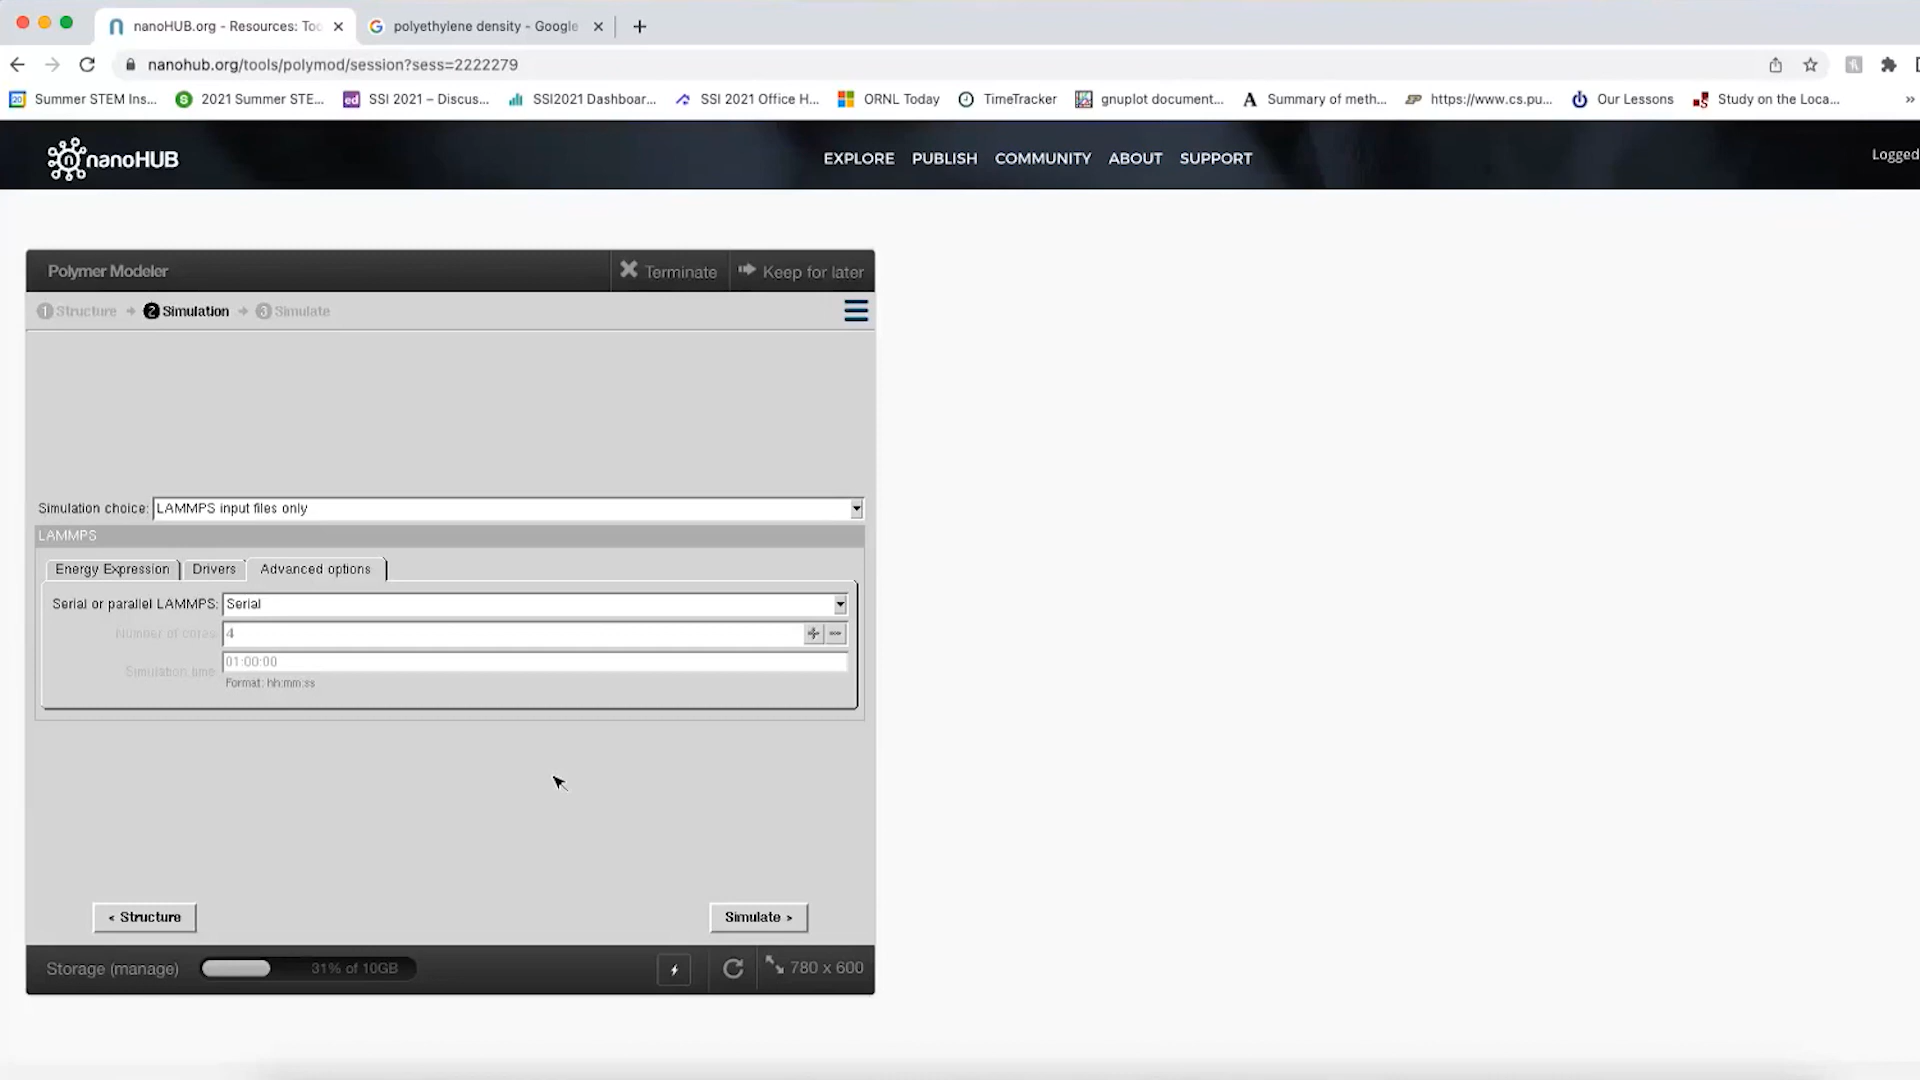 nanoHUB.org - Resources: Too
polyethylene density - Google
nanohub.org/tools/polymod/session?sess=2222279
Summer STEM Ins...
2021 Summer STE...
ed SSI 2021 – Discus...
SSI2021 Dashboar...
SSI 2021 Office H...
ORNL Today
TimeTracker
gnuplot document...
A Summary of meth...
https://www.cs.pu...
Our Lessons
Study on the Loca...
»
nanoHUB
EXPLORE PUBLISH COMMUNITY ABOUT SUPPORT
Logged
Polymer Modeler
Terminate
Keep for later
1 Structure 2 Simulation 3 Simulate
Simulation choice: LAMMPS input files only
LAMMPS
Energy Expression Drivers Advanced options
Serial or parallel LAMMPS: Serial
Number of cores: 4
Simulation time: 01:00:00
Format: hh:mm:ss
< Structure
Simulate >
Storage (manage) 31% of 10GB
780 x 600